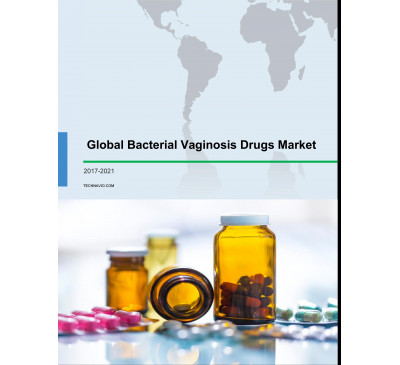 Global Bacterial Vaginosis Drugs Market
2017-2021
TECHNAVIO.COM